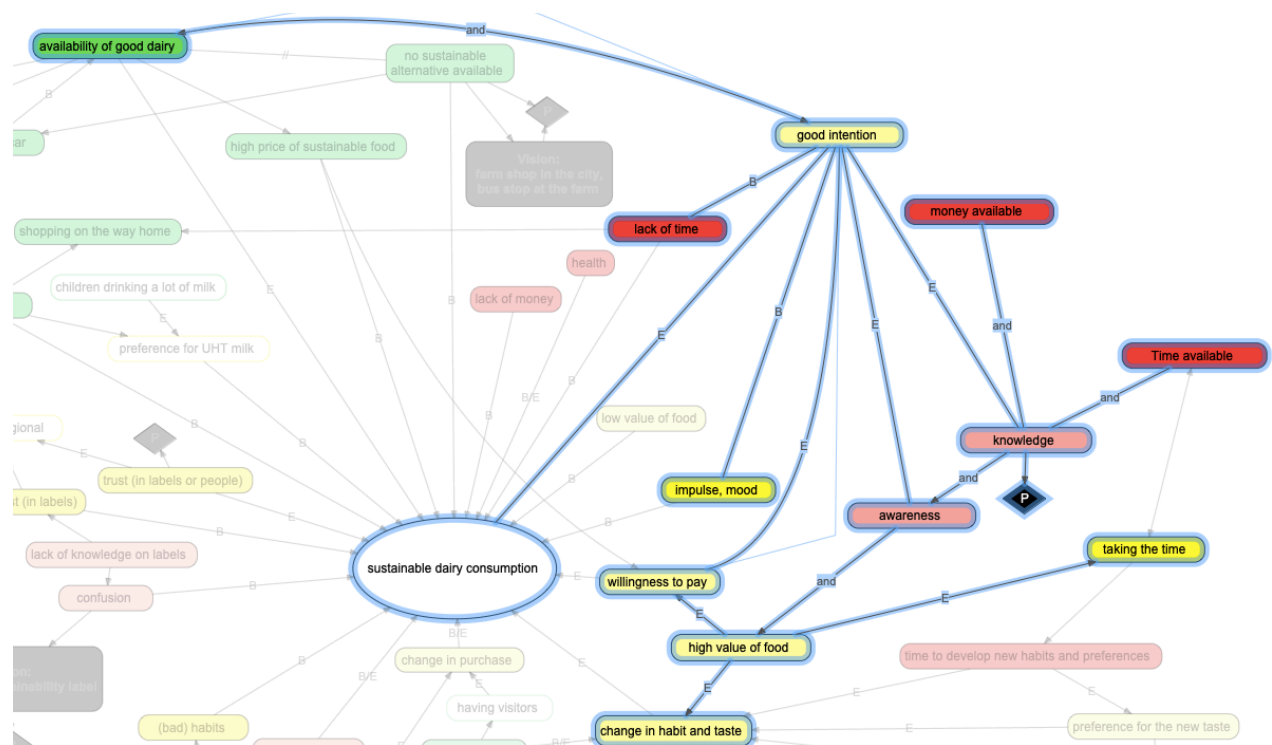 and
availability of good dairy
//
no sustainable
alternative available
B
P
good intention
ar
high price of sustainable food
Vision:
farm shop in the city,
bus stop at the farm
B
money available
lack of time
shopping on the way home
health
children drinking a lot of milk
E
E
B
lack of money
B
E
and
E
E
B
preference for UHT milk
B
E
Time available
B
B/E
B
and
low value of food
gional
P
B
knowledge
E
E
and
trust (in labels or people)
impulse, mood
P
st (in labels)
E
awareness
B
B
lack of knowledge on labels
taking the time
sustainable dairy consumption
E
willingness to pay
and
confusion
B
E
E
B/E
high value of food
on:
ainability label
B
change in purchase
E
time to develop new habits and preferences
B/E
E
E
E
having visitors
(bad) habits
change in habit and taste
E
preference for the new taste
B/E